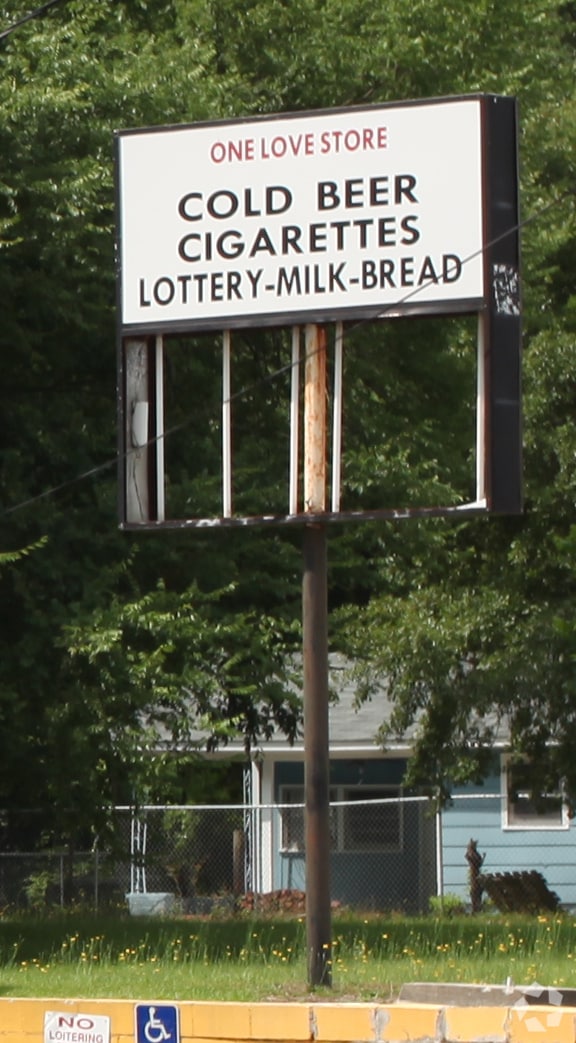 ONE LOVE STORE
COLD BEER
CIGARETTES
LOTTERY-MILK-BREAD
NO
LOITERING